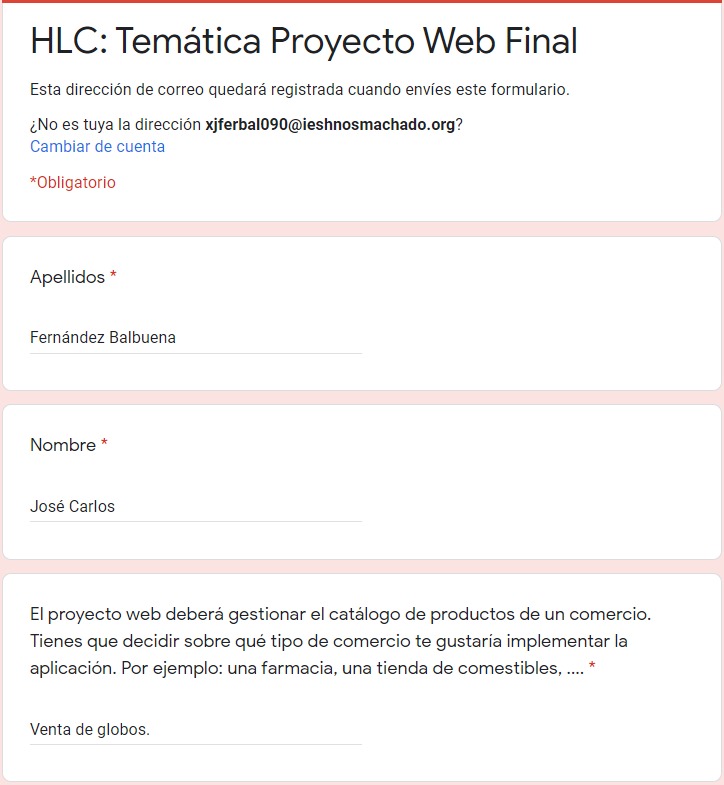 HLC: Temática Proyecto Web Final
Esta dirección de correo quedará registrada cuando envíes este formulario.
¿No es tuya la dirección xjferbal090@ieshnosmachado.org?
Cambiar de cuenta
*Obligatorio
Apellidos *
Fernández Balbuena
Nombre *
José Carlos
El proyecto web deberá gestionar el catálogo de productos de un comercio.
Tienes que decidir sobre qué tipo de comercio te gustaría implementar la
aplicación. Por ejemplo: una farmacia, una tienda de comestibles, .... *
Venta de globos.